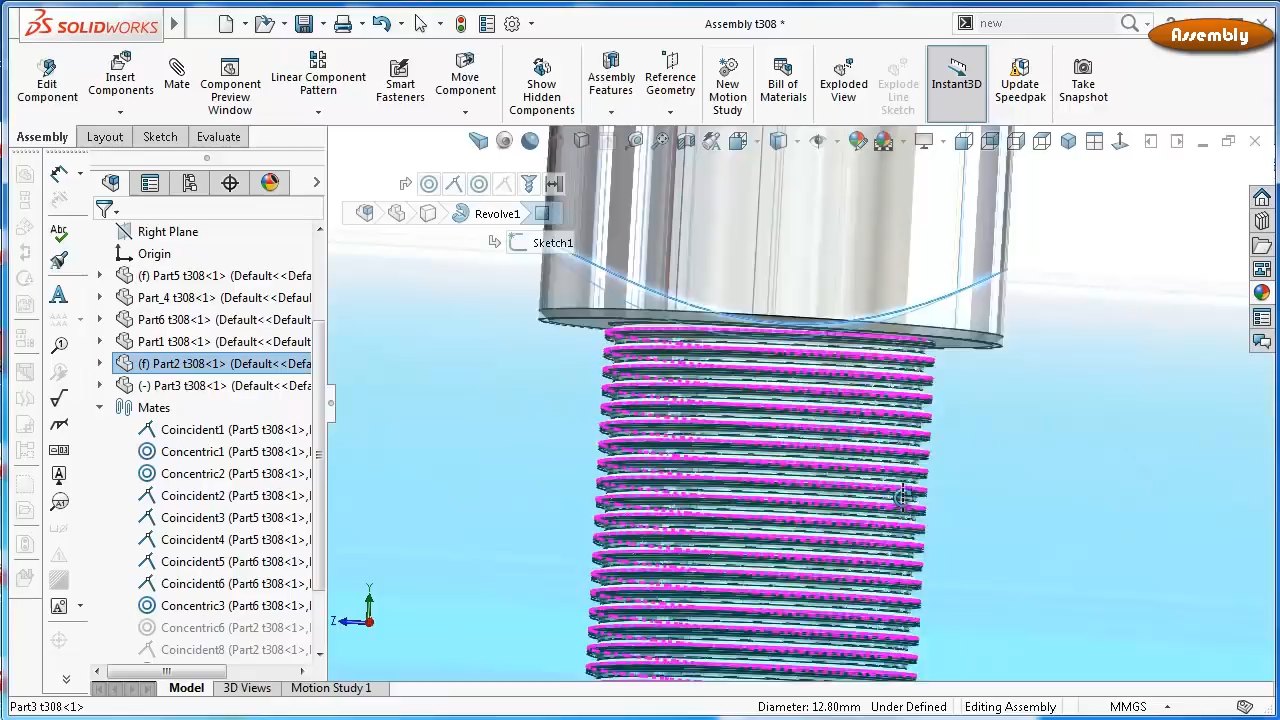 SOLIDWORKS
Assembly t308 *
new
Assembly
Edit Component
Insert Components
Mate
Component Preview Window
Linear Component Pattern
Smart Fasteners
Move Component
Show Hidden Components
Assembly Features
Reference Geometry
New Motion Study
Bill of Materials
Exploded View
Explode Line Sketch
Instant3D
Update Speedpak
Take Snapshot
Assembly
Layout
Sketch
Evaluate
Revolve1
Sketch1
Right Plane
Origin
(f) Part5 t308<1> (Default<<Defa
Part_4 t308<1> (Default<<Defau
Part6 t308<1> (Default<<Defau
Part1 t308<1> (Default<<Defau
(f) Part2 t308<1> (Default<<Defa
(-) Part3 t308<1> (Default<<Defa
Mates
Coincident1 (Part5 t308<1>,
Concentric1 (Part5 t308<1>,
Concentric2 (Part5 t308<1>,
Coincident2 (Part5 t308<1>,
Coincident3 (Part6 t308<1>,
Coincident4 (Part6 t308<1>,
Coincident5 (Part6 t308<1>,
Coincident6 (Part6 t308<1>,
Concentric3 (Part6 t308<1>,
Concentric6 (Part2 t308<1>,
Coincident8 (Part2 t308<1>,
Y
Z
Model
3D Views
Motion Study 1
Part3 t308<1>
Diameter: 12.80mm
Under Defined
Editing Assembly
MMGS